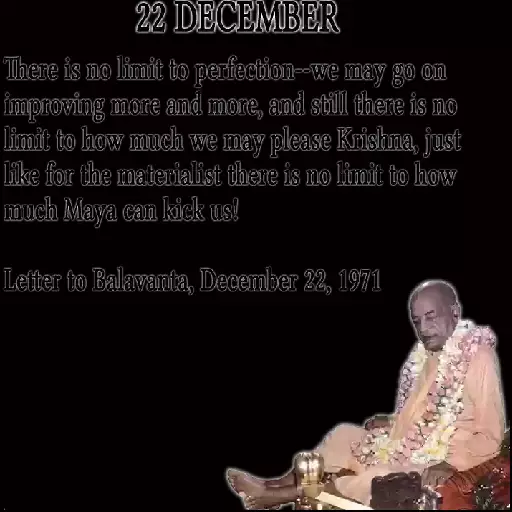 22 DECEMBER
There is no limit to perfection--we may go on
improving more and more, and still there is no
limit to how much we may please Krishna, just
like for the materialist there is no limit to how
much Maya can kick us!
Letter to Balavanta, December 22, 1971